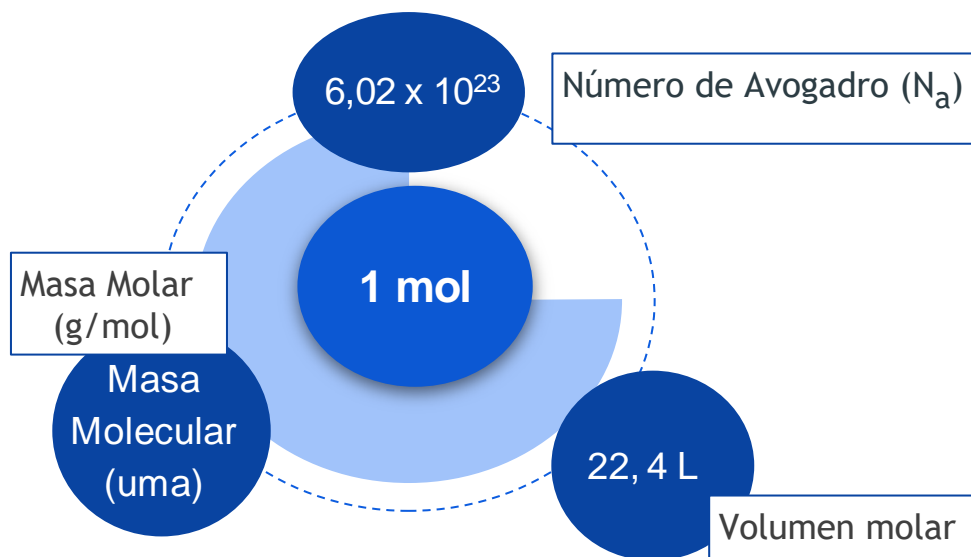 6,02 x 10²³
Número de Avogadro (Nₐ)
1 mol
Masa Molar
(g/mol)
Masa
Molecular
(uma)
22, 4 L
Volumen molar